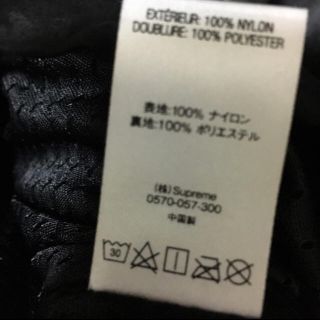 EXTÉRIEUR: 100% NYLON
DOUBLURE: 100% POLYESTER
表地:100% ナイロン
裏地:100% ポリエステル
(株) Supreme
0570-057-300
中国製
30